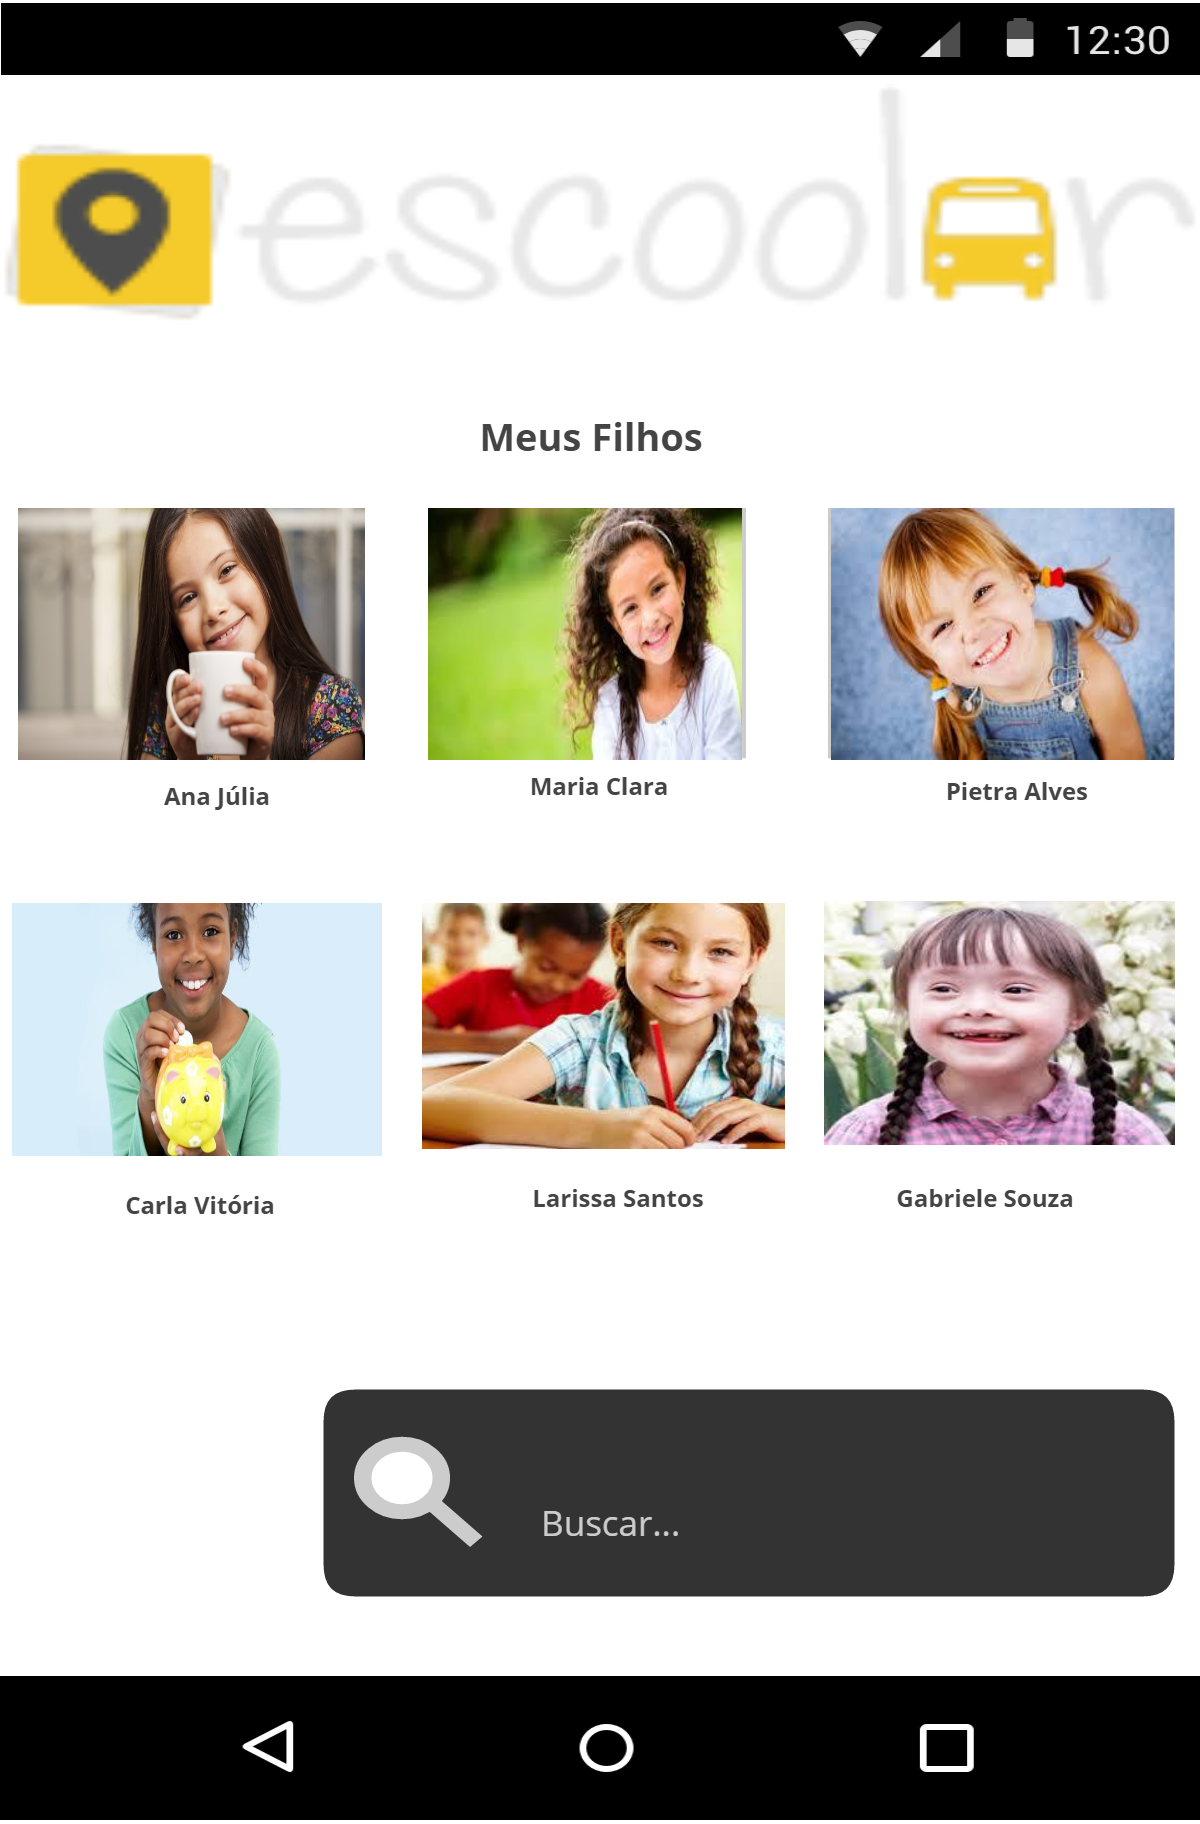 12:30
escoolar
Meus Filhos
Ana Júlia
Maria Clara
Pietra Alves
Carla Vitória
Larissa Santos
Gabriele Souza
Buscar...